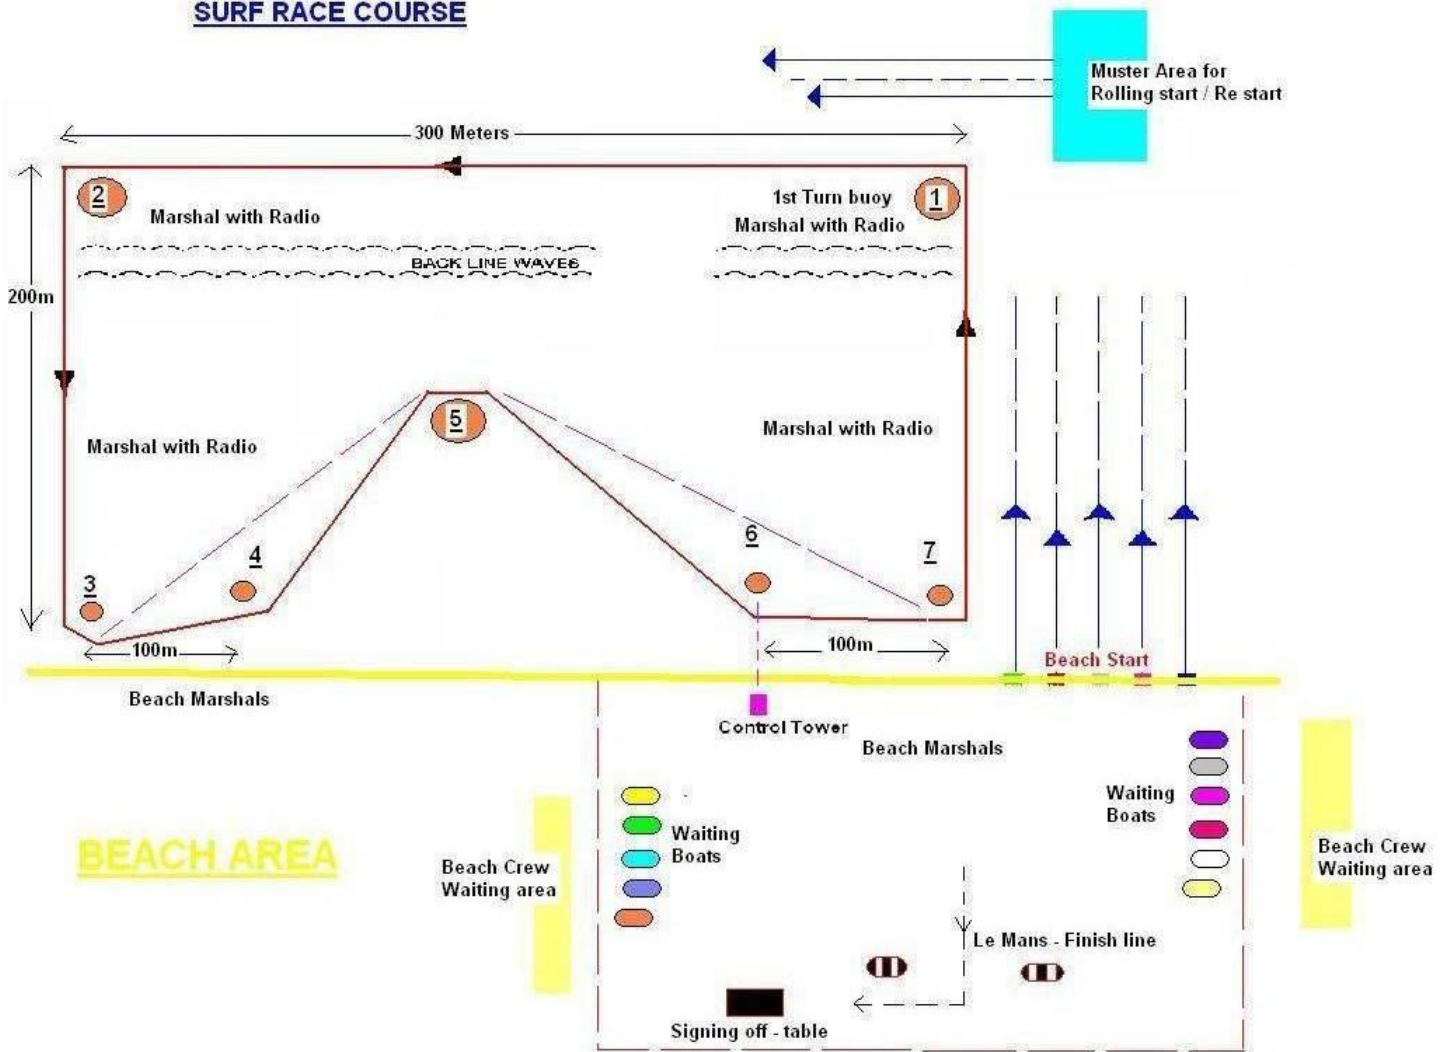 SURF RACE COURSE
Muster Area for
Rolling start / Re start
300 Meters
2
Marshal with Radio
1st Turn buoy
1
Marshal with Radio
BACK LINE WAVES
200m
5
Marshal with Radio
Marshal with Radio
6
4
7
3
100m
100m
Beach Start
Beach Marshals
Control Tower
Beach Marshals
Waiting
Boats
Waiting
Boats
BEACH AREA
Beach Crew
Waiting area
Beach Crew
Waiting area
Le Mans - Finish line
Signing off - table